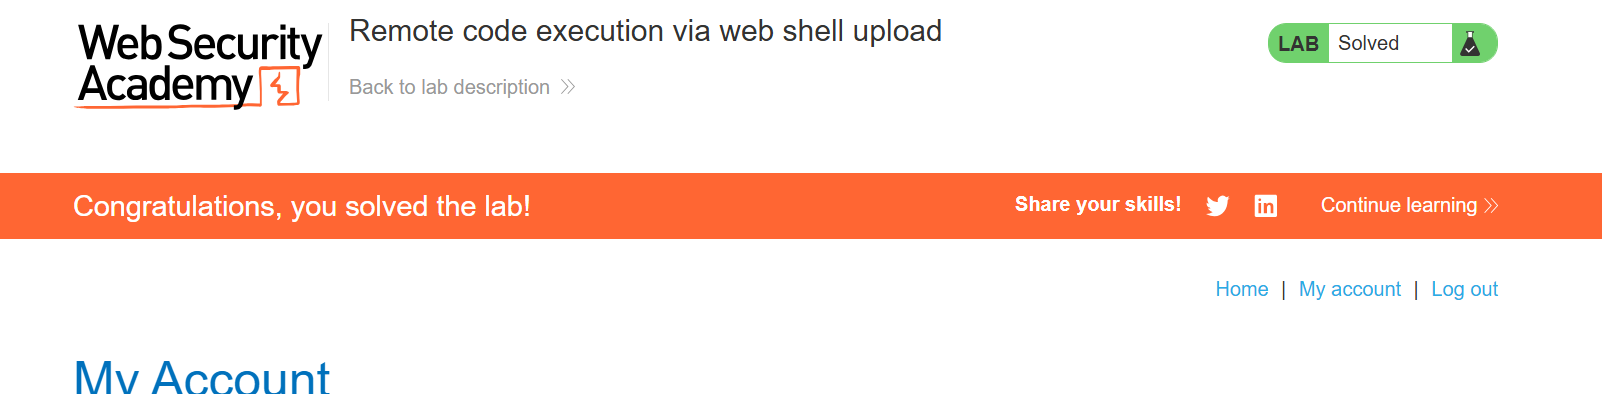 Web Security
Academy
Remote code execution via web shell upload
Back to lab description
LAB Solved
Congratulations, you solved the lab!
Share your skills!
Continue learning
Home | My account | Log out
My Account